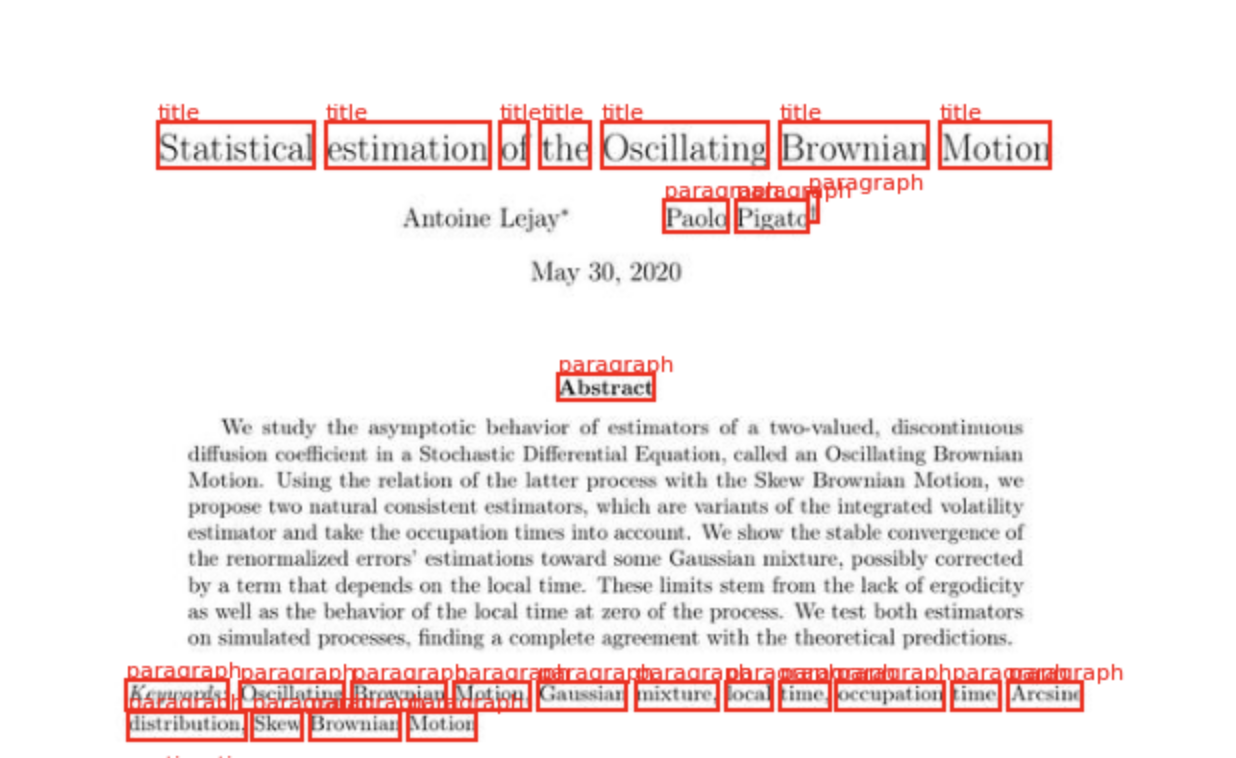 title title title title title title title
Statistical estimation of the Oscillating Brownian Motion
paragraph paragraph paragraph
Antoine Lejay* Paolo Pigato†
May 30, 2020
paragraph
Abstract
We study the asymptotic behavior of estimators of a two-valued, discontinuous
diffusion coefficient in a Stochastic Differential Equation, called an Oscillating Brownian
Motion. Using the relation of the latter process with the Skew Brownian Motion, we
propose two natural consistent estimators, which are variants of the integrated volatility
estimator and take the occupation times into account. We show the stable convergence of
the renormalized errors' estimations toward some Gaussian mixture, possibly corrected
by a term that depends on the local time. These limits stem from the lack of ergodicity
as well as the behavior of the local time at zero of the process. We test both estimators
on simulated processes, finding a complete agreement with the theoretical predictions.
paragraph paragraph paragraph paragraph paragraph paragraph paragraph paragraph paragraph paragraph paragraph
Keywords: Oscillating Brownian Motion, Gaussian mixture, local time, occupation time Arcsine
paragraph paragraph paragraph paragraph
distribution, Skew Brownian Motion